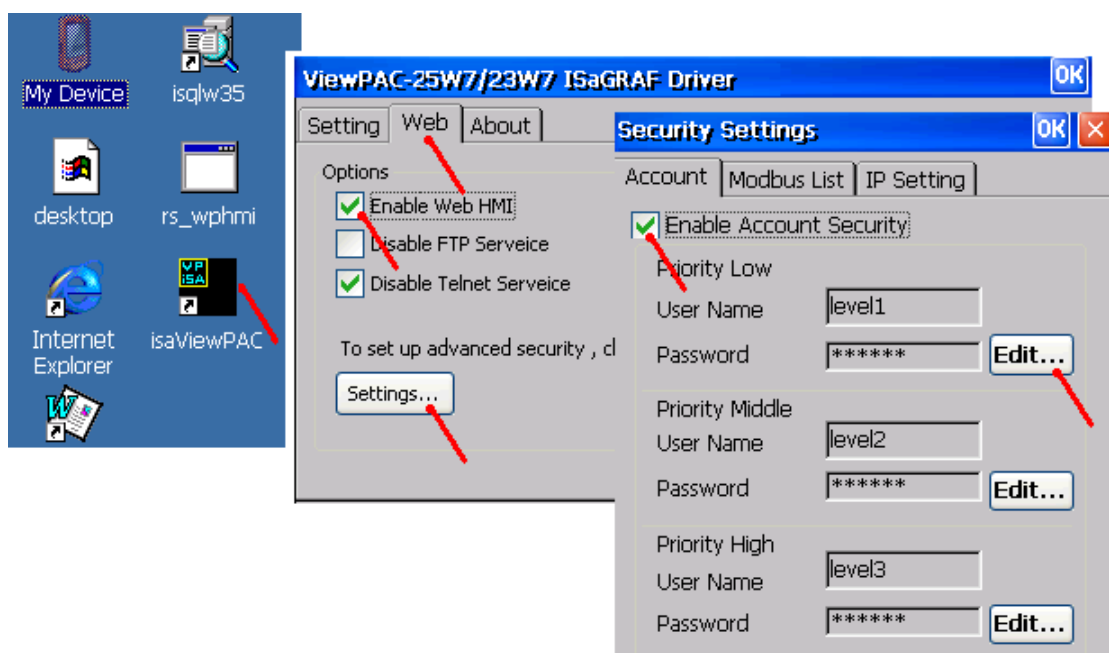 My Device
isqlw35
desktop
rs_wphmi
VP
iSA
Internet
Explorer
isaViewPAC
W
ViewPAC-25W7/23W7 ISaGRAF Driver
OK
Setting
Web
About
Options
Enable Web HMI
Disable FTP Serveice
Disable Telnet Serveice
To set up advanced security , cl
Settings...
Security Settings
OK
Account
Modbus List
IP Setting
Enable Account Security
Priority Low
User Name
level1
Password
******
Edit...
Priority Middle
User Name
level2
Password
******
Edit...
Priority High
User Name
level3
Password
******
Edit...